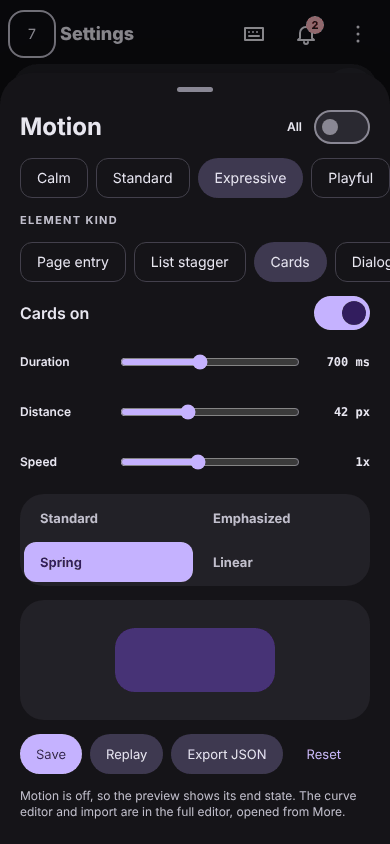 7
Settings
2
Motion
All
Calm
Standard
Expressive
Playful
ELEMENT KIND
Page entry
List stagger
Cards
Dialog
Cards on
Duration
700 ms
Distance
42 px
Speed
1x
Standard
Emphasized
Spring
Linear
Save
Replay
Export JSON
Reset
Motion is off, so the preview shows its end state. The curve
editor and import are in the full editor, opened from More.